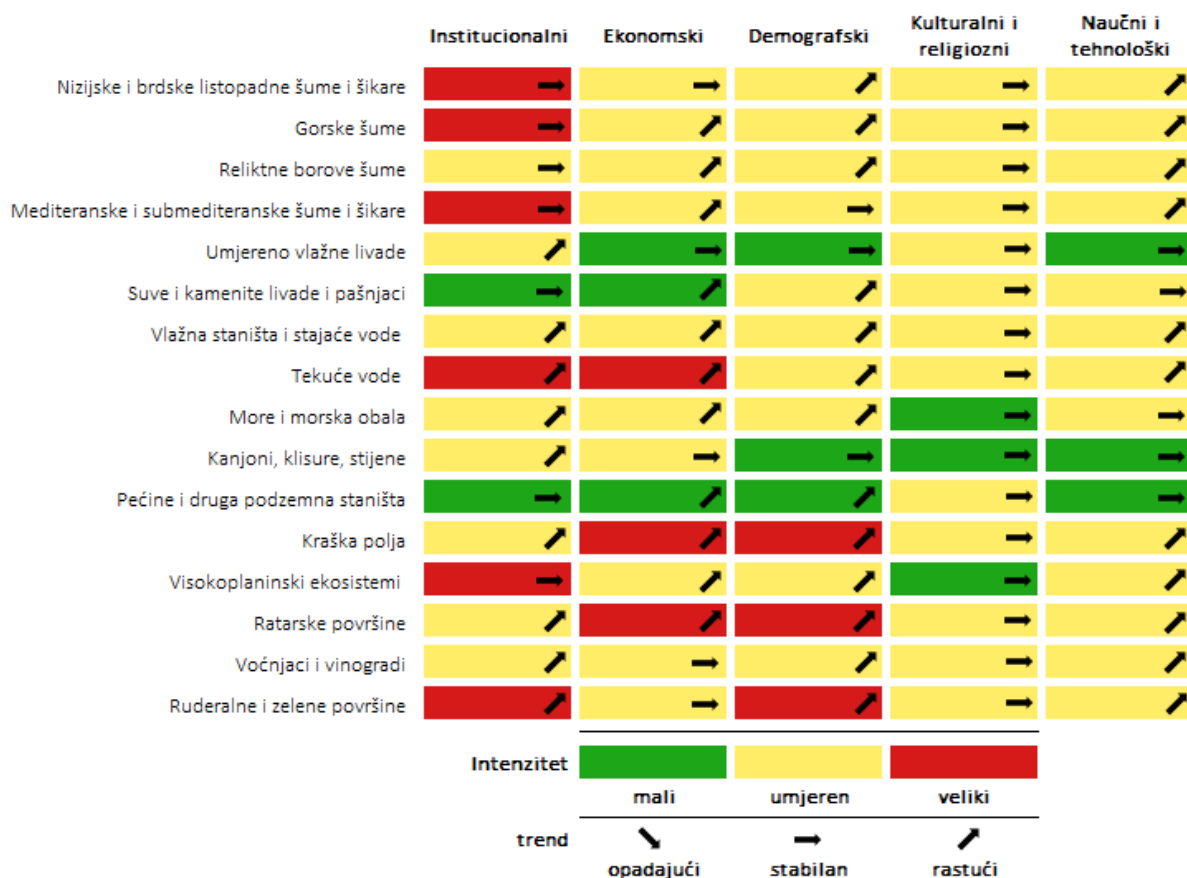 Institucionalni Ekonomski Demografski Kulturalni i religiozni Naučni i tehnološki
Nizijske i brdske listopadne šume i šikare
Gorske šume
Reliktne borove šume
Mediteranske i submediteranske šume i šikare
Umjereno vlažne livade
Suve i kamenite livade i pašnjaci
Vlažna staništa i stajaće vode
Tekuće vode
More i morska obala
Kanjoni, klisure, stijene
Pećine i druga podzemna staništa
Kraška polja
Visokoplaninski ekosistemi
Ratarske površine
Voćnjaci i vinogradi
Ruderalne i zelene površine
Intenzitet
mali umjeren veliki
trend
opadajući stabilan rastući